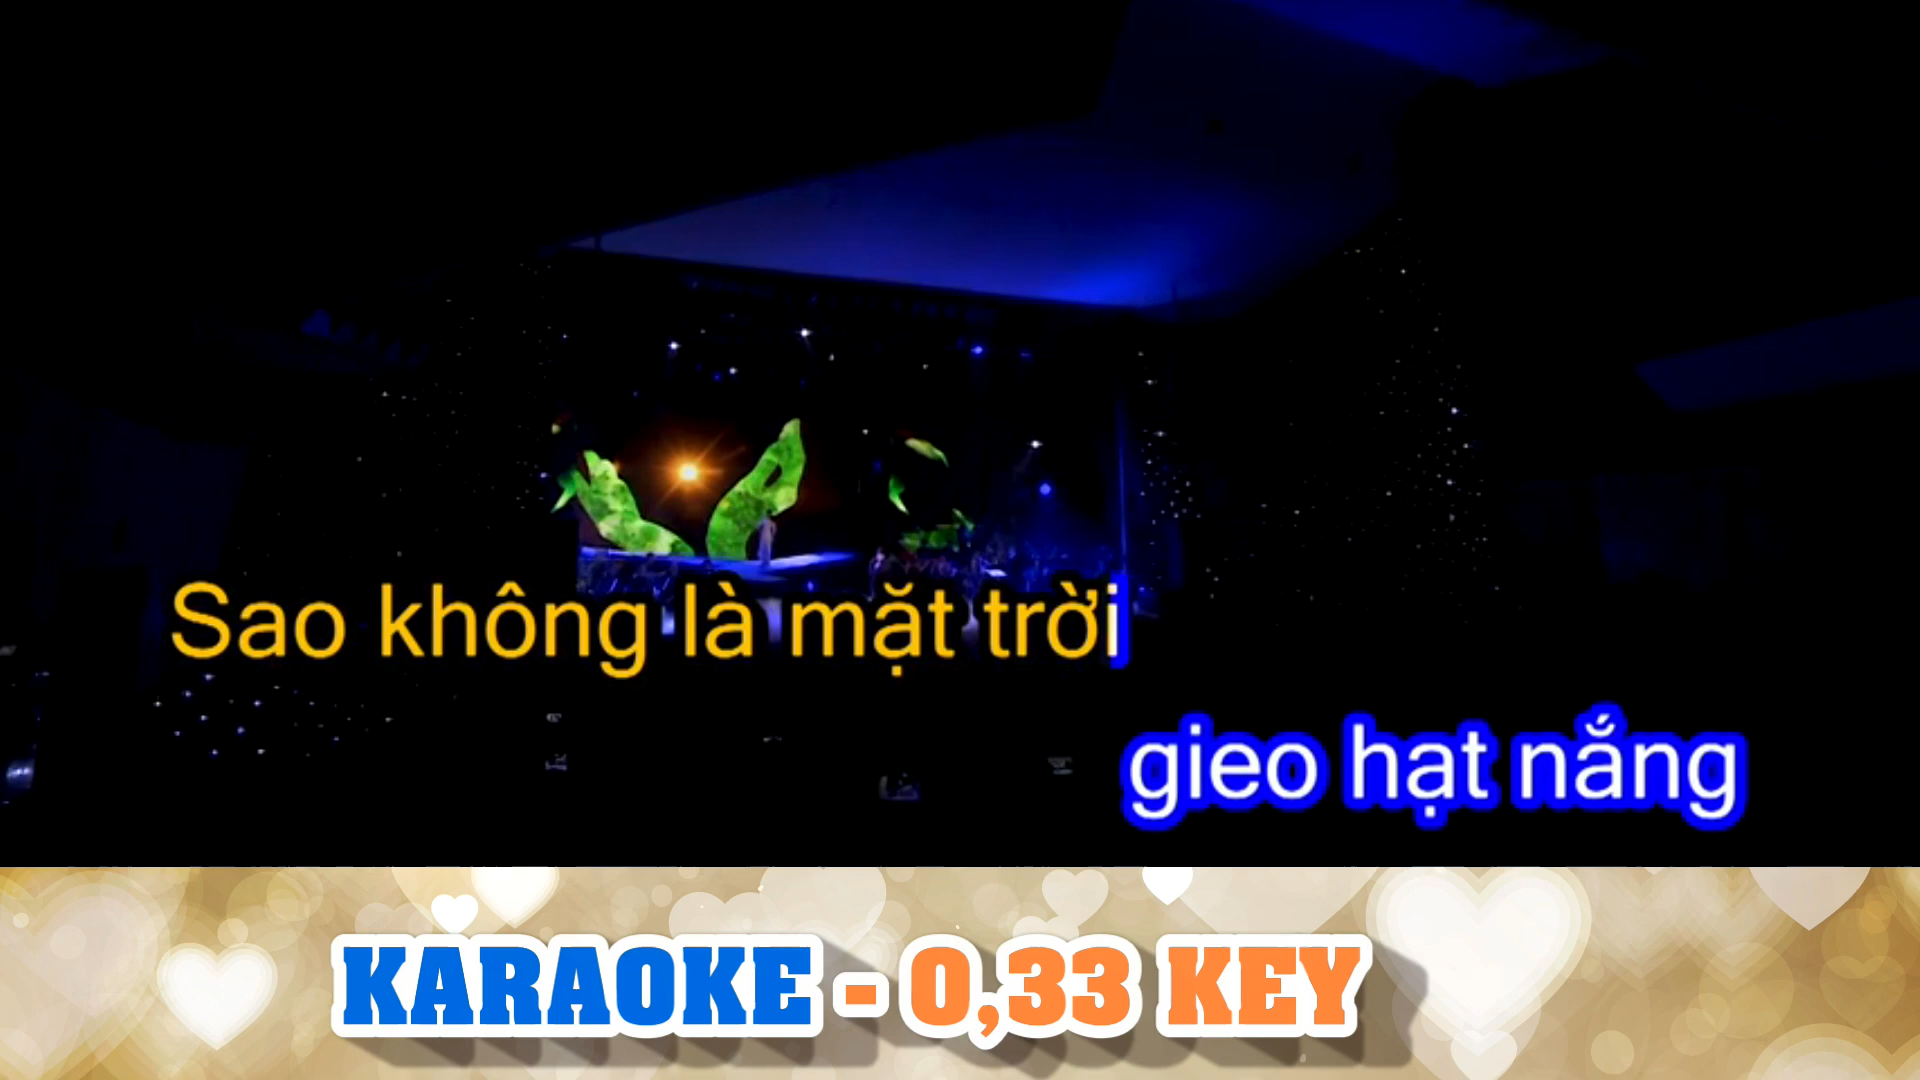 Sao không là mặt trời
gieo hạt nắng
KARAOKE - 0,33 KEY